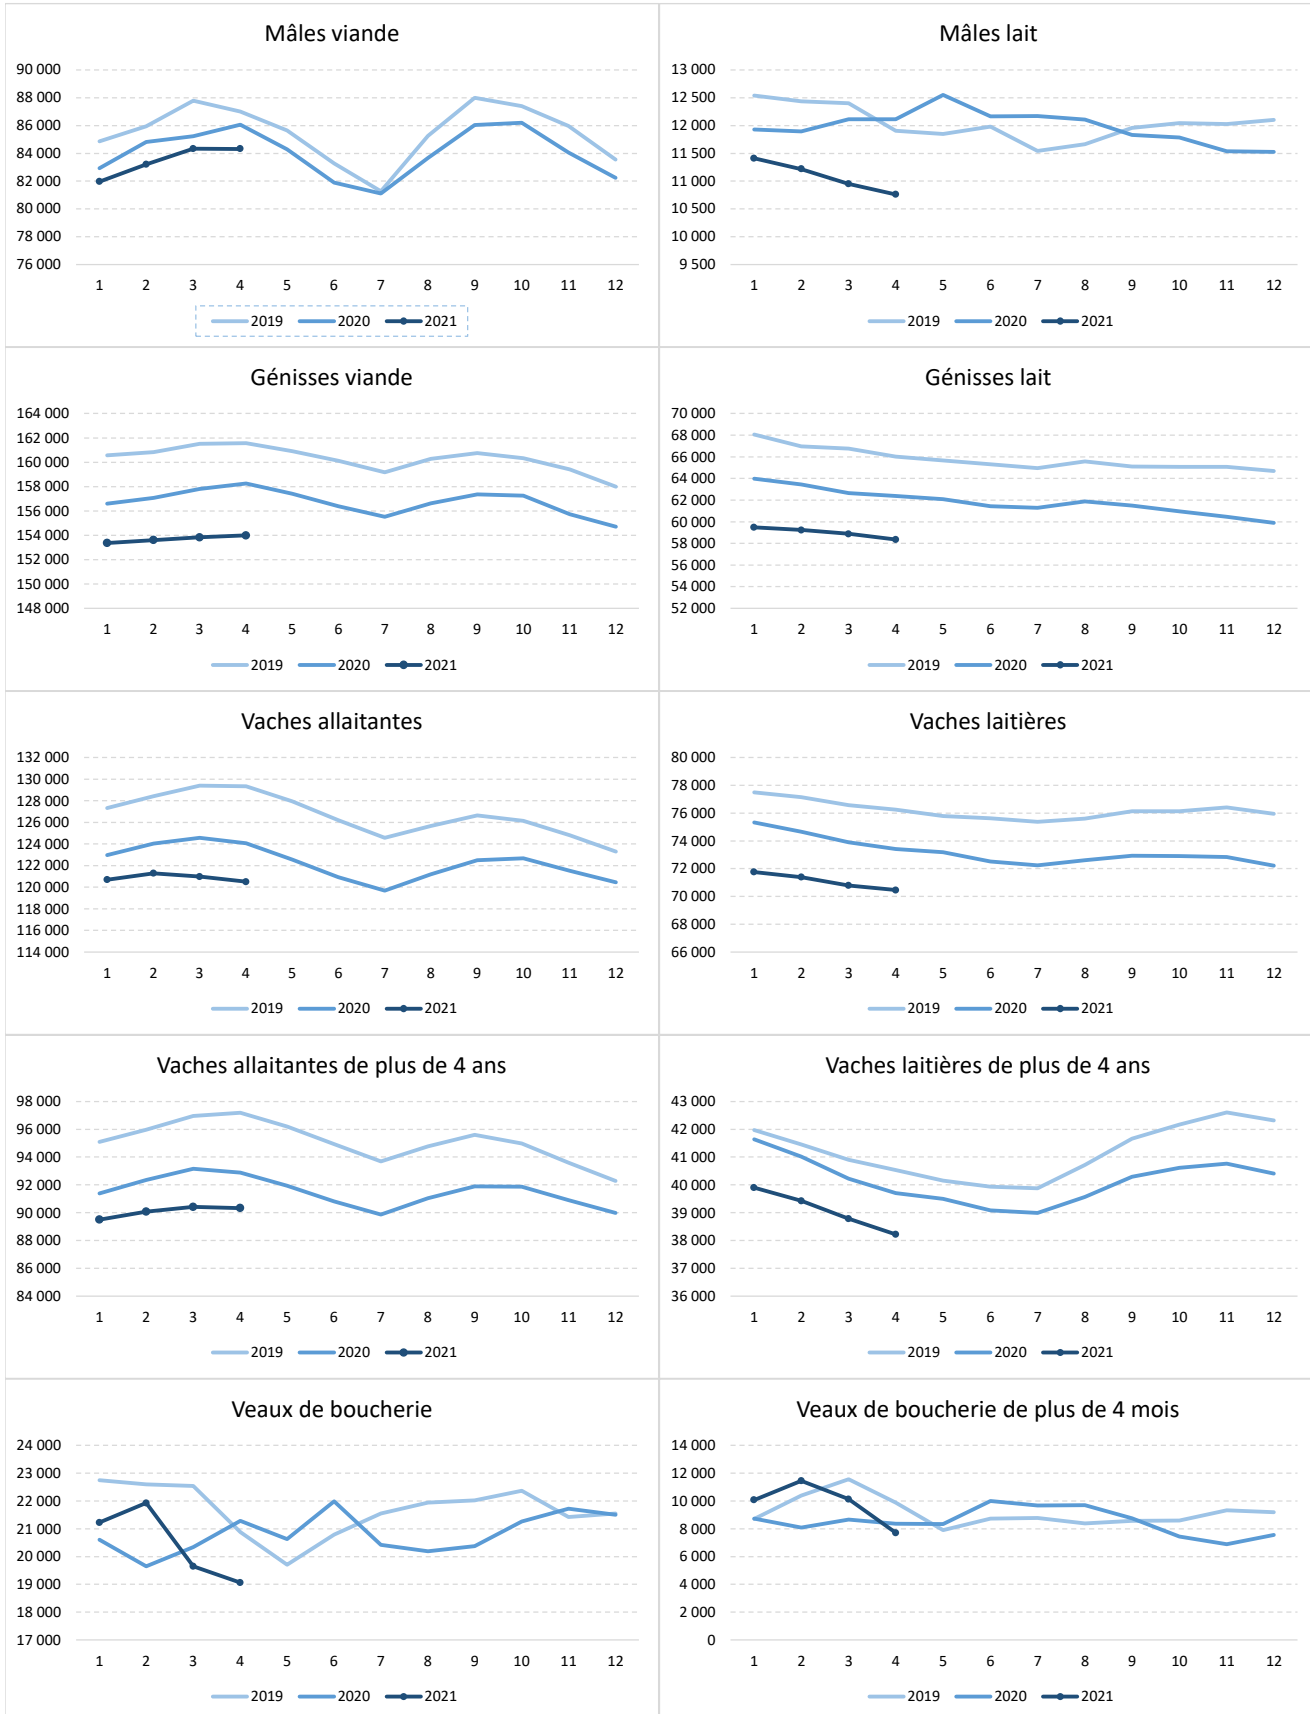 Mâles viande
90 000
88 000
86 000
84 000
82 000
80 000
78 000
76 000
1 2 3 4 5 6 7 8 9 10 11 12
2019 2020 2021
Mâles lait
13 000
12 500
12 000
11 500
11 000
10 500
10 000
9 500
1 2 3 4 5 6 7 8 9 10 11 12
2019 2020 2021
Génisses viande
164 000
162 000
160 000
158 000
156 000
154 000
152 000
150 000
148 000
1 2 3 4 5 6 7 8 9 10 11 12
2019 2020 2021
Génisses lait
70 000
68 000
66 000
64 000
62 000
60 000
58 000
56 000
54 000
52 000
1 2 3 4 5 6 7 8 9 10 11 12
2019 2020 2021
Vaches allaitantes
132 000
130 000
128 000
126 000
124 000
122 000
120 000
118 000
116 000
114 000
1 2 3 4 5 6 7 8 9 10 11 12
2019 2020 2021
Vaches laitières
80 000
78 000
76 000
74 000
72 000
70 000
68 000
66 000
1 2 3 4 5 6 7 8 9 10 11 12
2019 2020 2021
Vaches allaitantes de plus de 4 ans
98 000
96 000
94 000
92 000
90 000
88 000
86 000
84 000
1 2 3 4 5 6 7 8 9 10 11 12
2019 2020 2021
Vaches laitières de plus de 4 ans
43 000
42 000
41 000
40 000
39 000
38 000
37 000
36 000
1 2 3 4 5 6 7 8 9 10 11 12
2019 2020 2021
Veaux de boucherie
24 000
23 000
22 000
21 000
20 000
19 000
18 000
17 000
1 2 3 4 5 6 7 8 9 10 11 12
2019 2020 2021
Veaux de boucherie de plus de 4 mois
14 000
12 000
10 000
8 000
6 000
4 000
2 000
0
1 2 3 4 5 6 7 8 9 10 11 12
2019 2020 2021